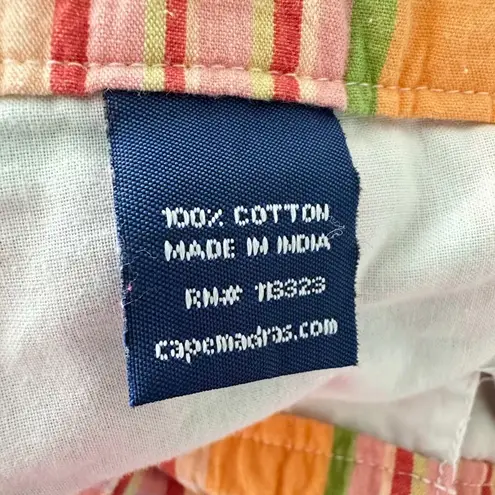 100% COTTON
MADE IN INDIA
RN# 113323
capemadras.com